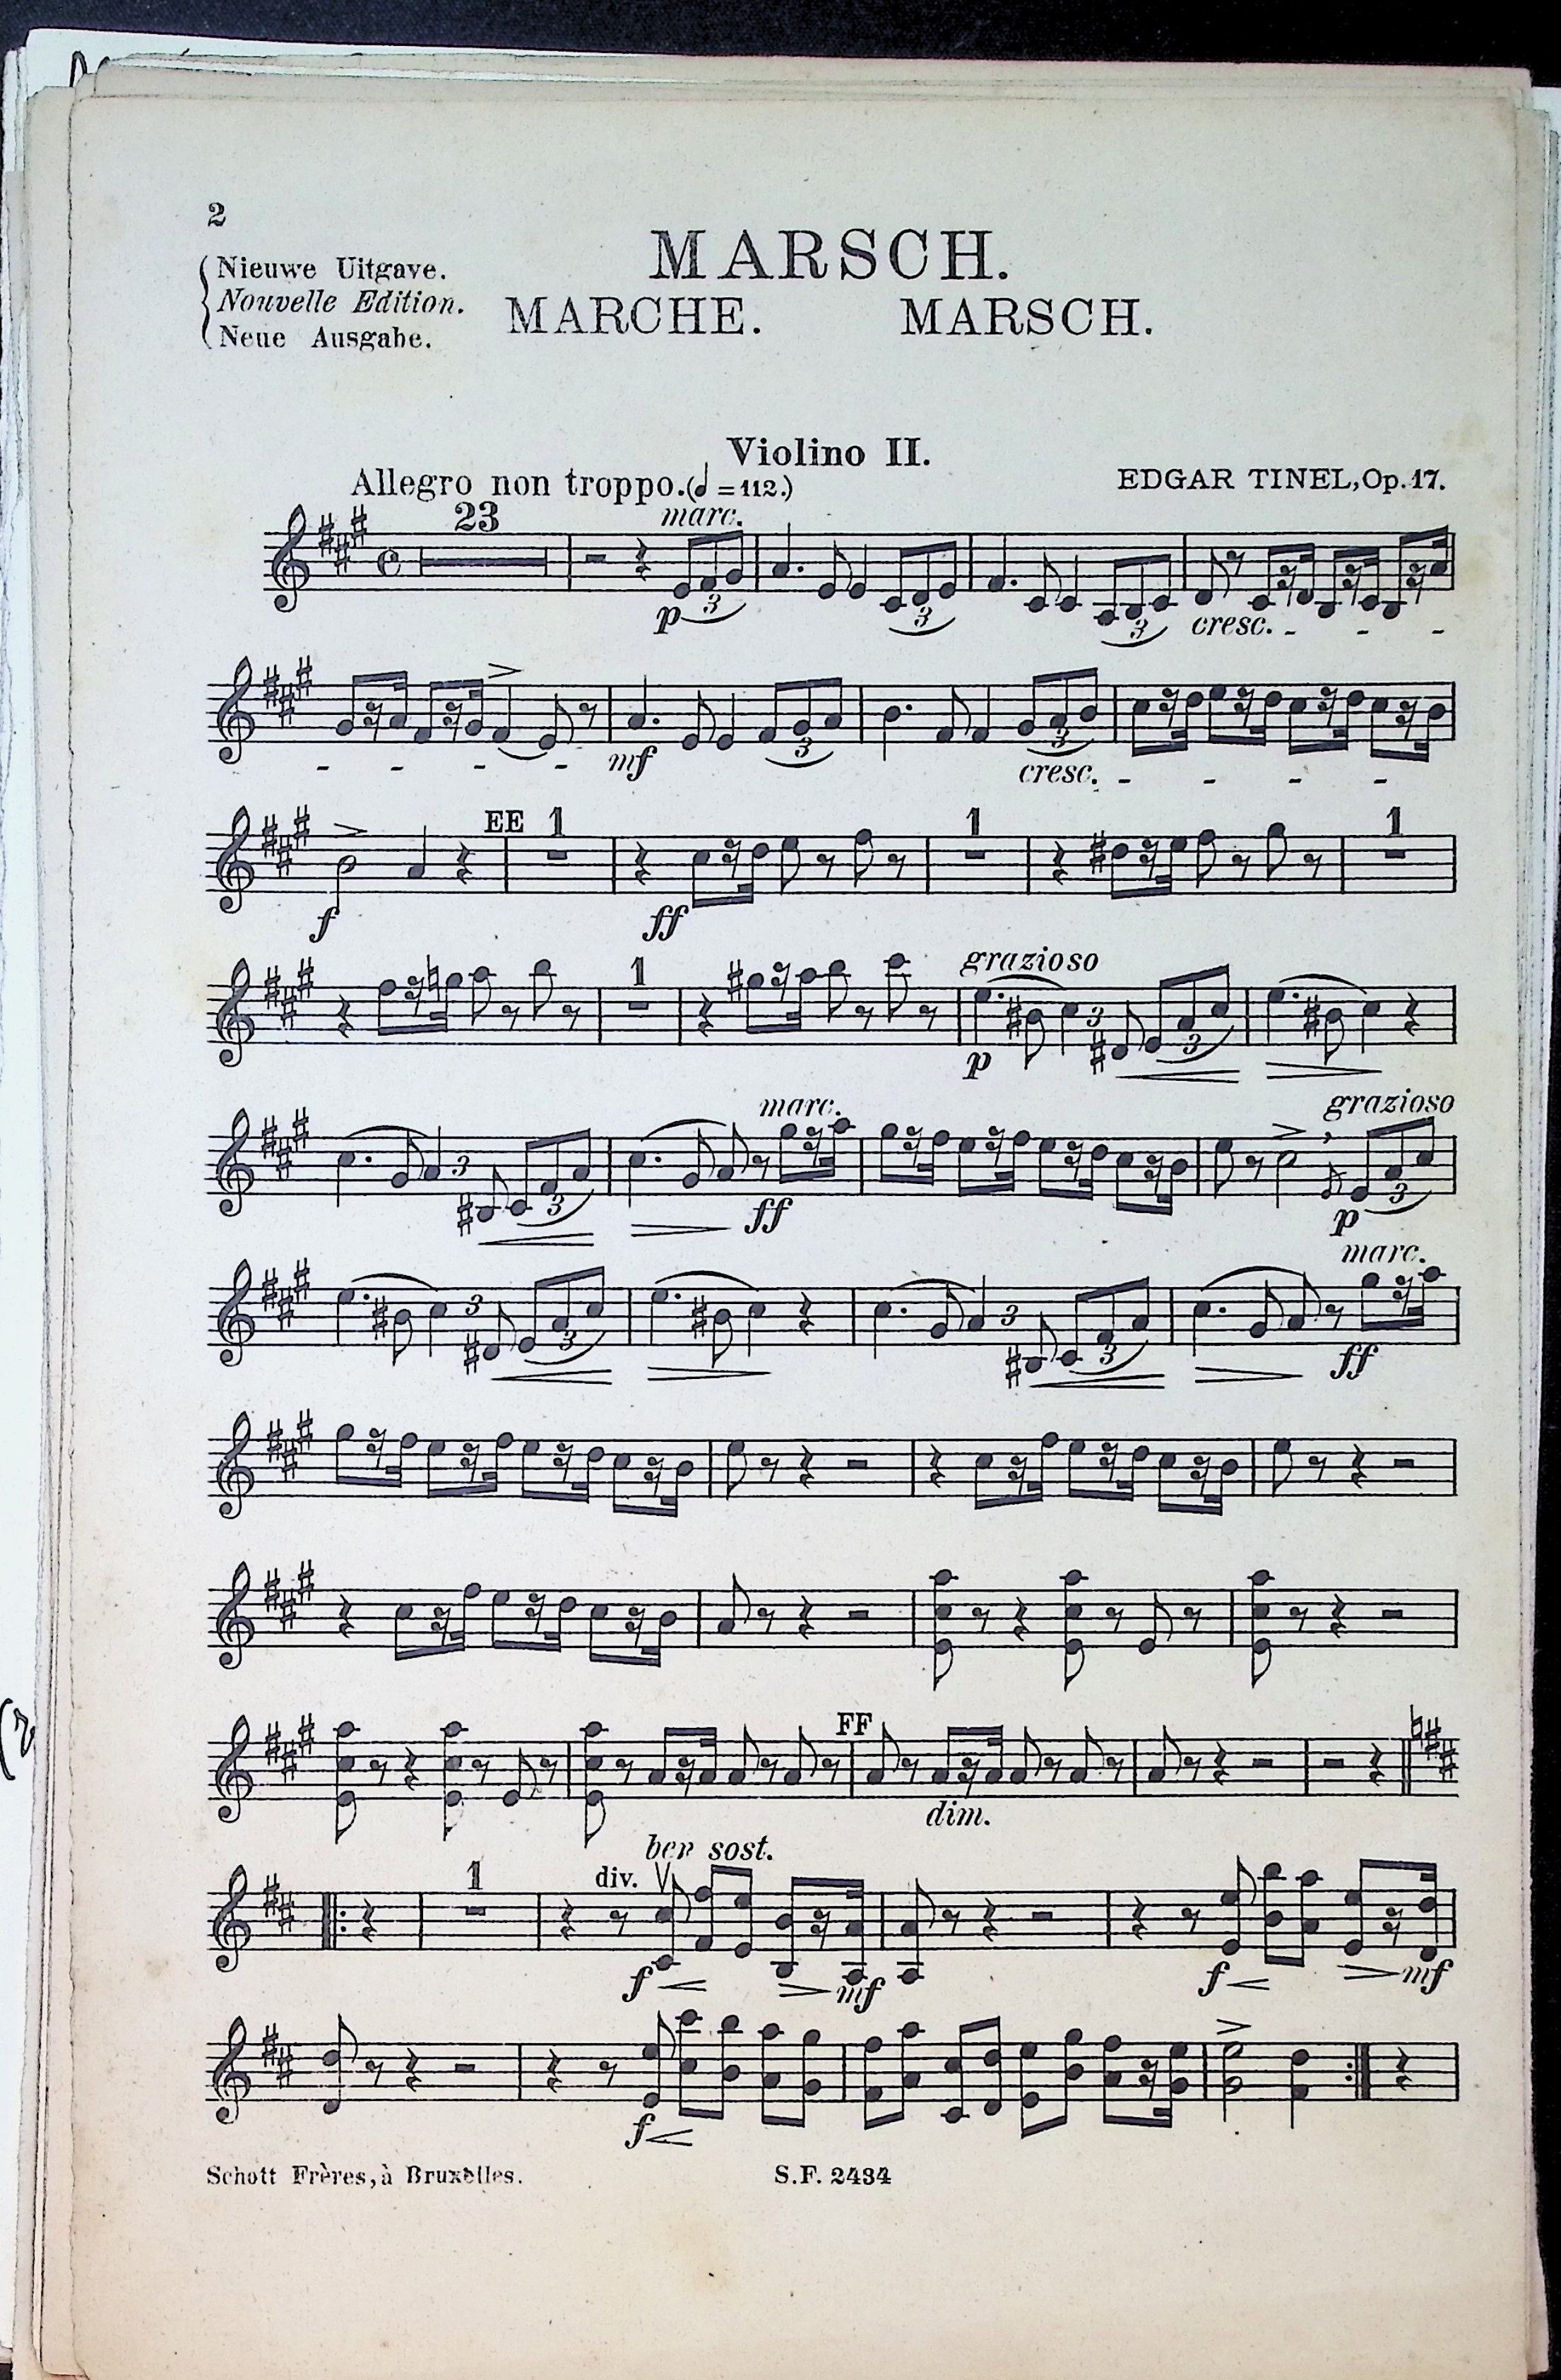 2
Nieuwe Uitgave.
Nouvelle Edition.
Neue Ausgabe.
MARSCH.
MARCHE. MARSCH.
Violino II.
Allegro non troppo. (♩ = 112.)
EDGAR TINEL, Op. 17.
23 marc.
p 3 3 3 cresc. - - -
- - - - mf 3 cresc. 3 - - - -
EE 1 1 1
f ff
1 grazioso
p 3 3
marc. grazioso
3 3 ff p 3
marc.
3 3 3 3 ff
FF
dim.
ben sost.
1 div.
f mf f mf
f
Schott Frères, à Bruxelles. S.F. 2434